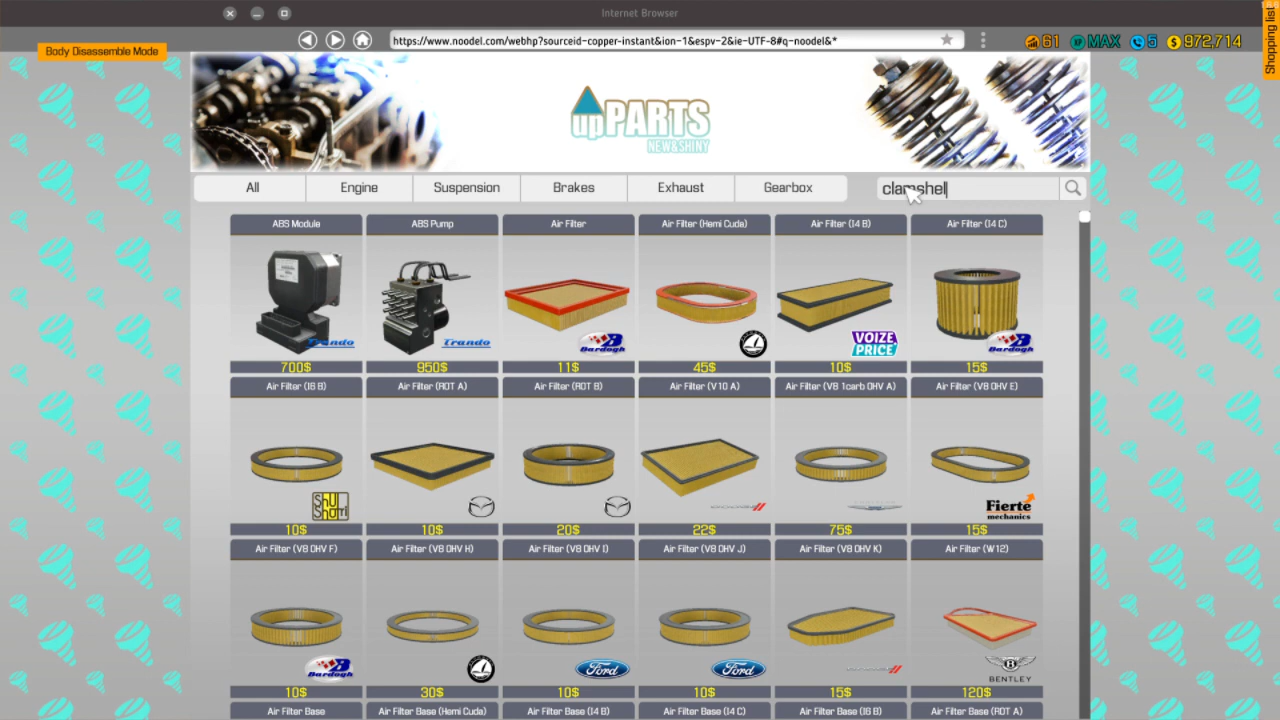 Internet Browser
Shopping list
https://www.noodel.com/webhp?sourceid-copper-instant&ion-1&espv-2&ie-UTF-8#q-noodel&*
61 MAX 5 972,714
Body Disassemble Mode
upPARTS
NEW&SHINY
All Engine Suspension Brakes Exhaust Gearbox clamshel
ABS Module ABS Pump Air Filter Air Filter (Hemi Cuda) Air Filter (I4 B) Air Filter (I4 C)
Trando Trando Bardogh VOIZE PRICE Bardogh
700$ 950$ 11$ 45$ 10$ 15$
Air Filter (I6 B) Air Filter (ROT A) Air Filter (ROT B) Air Filter (V10 A) Air Filter (V8 1carb OHV A) Air Filter (V8 OHV E)
Fierté
mechanics
10$ 10$ 20$ 22$ 75$ 15$
Air Filter (V8 OHV F) Air Filter (V8 OHV H) Air Filter (V8 OHV I) Air Filter (V8 OHV J) Air Filter (V8 OHV K) Air Filter (W12)
Bardogh Ford Ford BENTLEY
10$ 30$ 10$ 10$ 15$ 120$
Air Filter Base Air Filter Base (Hemi Cuda) Air Filter Base (I4 B) Air Filter Base (I4 C) Air Filter Base (I6 B) Air Filter Base (ROT A)